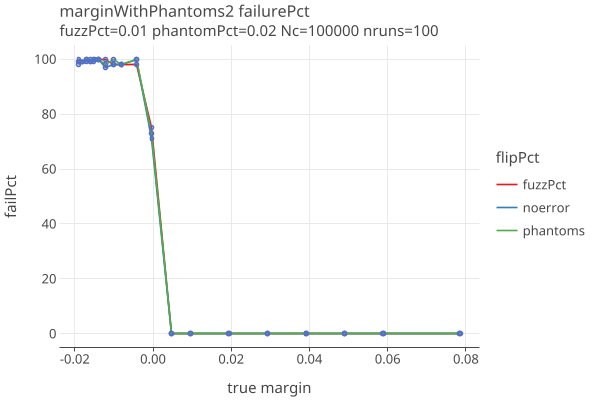 marginWithPhantoms2 failurePct
fuzzPct=0.01 phantomPct=0.02 Nc=100000 nruns=100
failPct
100
80
60
40
20
0
-0.02
0.00
0.02
0.04
0.06
0.08
true margin
flipPct
fuzzPct
noerror
phantoms